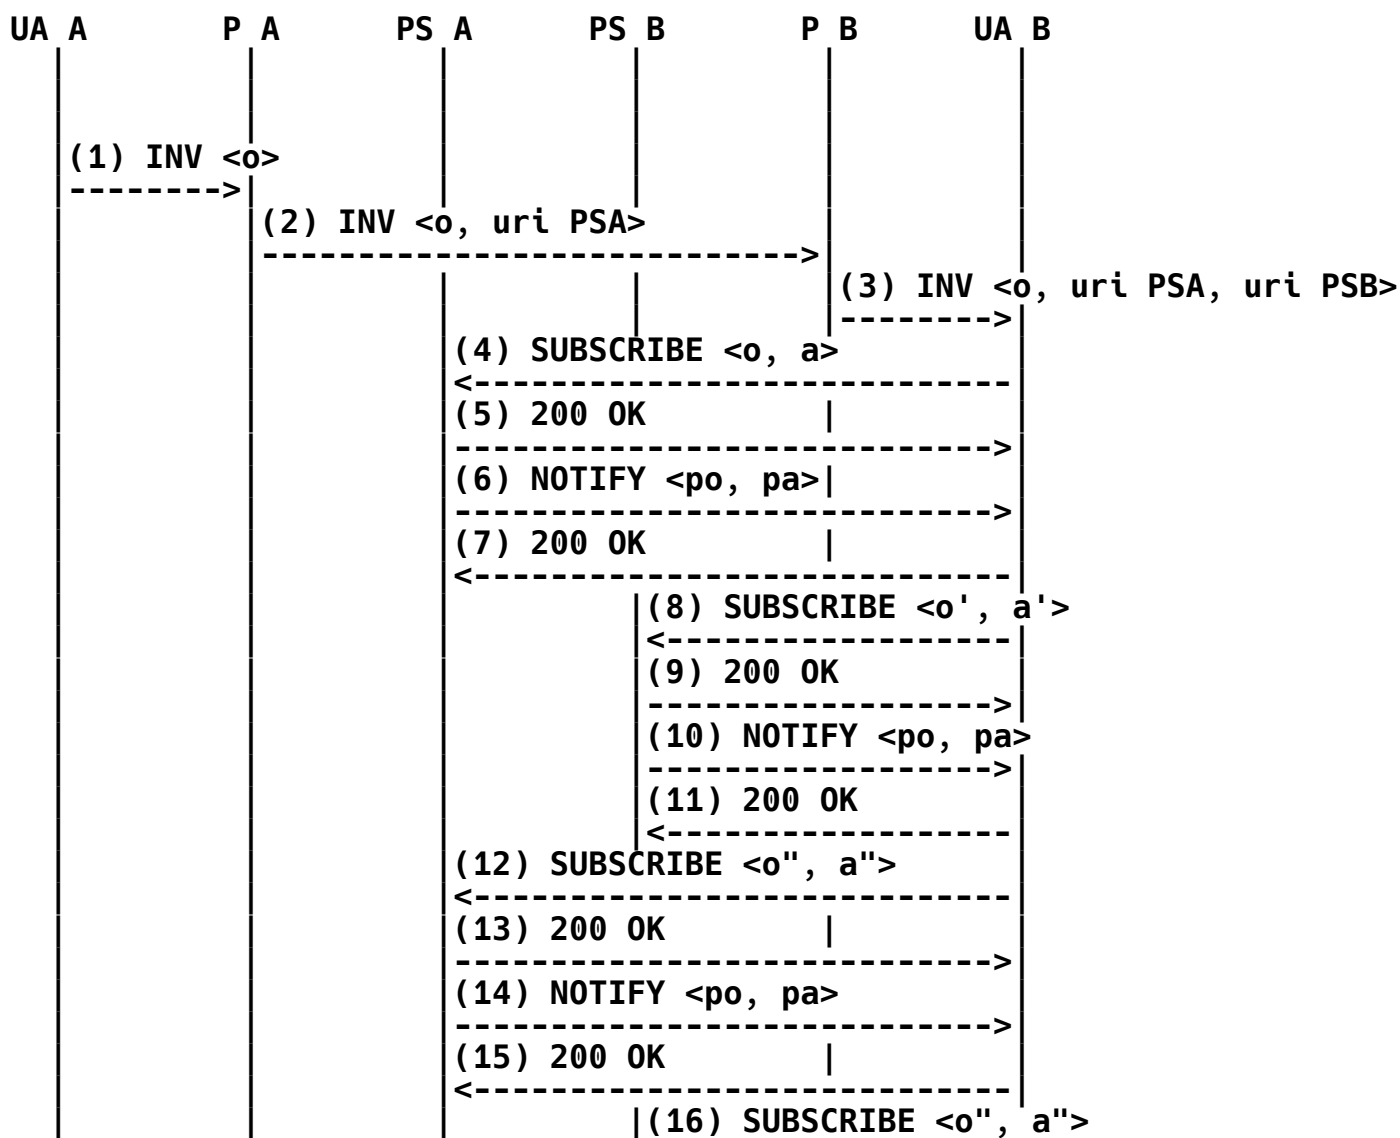 UA A P A PS A PS B P B UA B
(1) INV <o>
-------->
(2) INV <o, uri PSA>
---------------------------->
(3) INV <o, uri PSA, uri PSB>
-------->
(4) SUBSCRIBE <o, a>
<----------------------------
(5) 200 OK |
---------------------------->
(6) NOTIFY <po, pa>|
---------------------------->
(7) 200 OK |
<----------------------------
|(8) SUBSCRIBE <o', a'>
<------------------
(9) 200 OK
------------------>
(10) NOTIFY <po, pa>
------------------>
(11) 200 OK
<------------------
(12) SUBSCRIBE <o", a">
<----------------------------
(13) 200 OK |
---------------------------->
(14) NOTIFY <po, pa>
---------------------------->
(15) 200 OK |
<----------------------------
|(16) SUBSCRIBE <o", a">